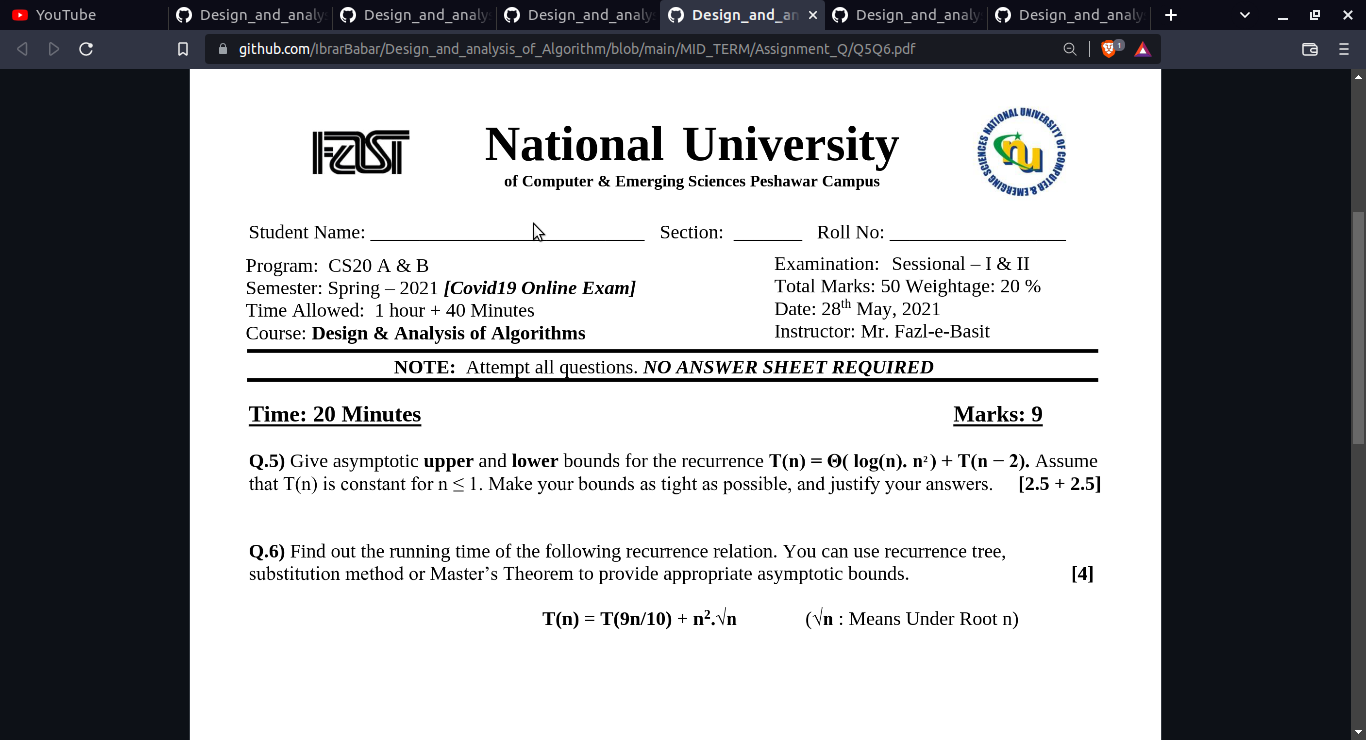 YouTube
Design_and_analy
Design_and_analy
Design_and_analy
Design_and_an
Design_and_analy
Design_and_analy
github.com/IbrarBabar/Design_and_analysis_of_Algorithm/blob/main/MID_TERM/Assignment_Q/Q5Q6.pdf
1
FAST
National University
of Computer & Emerging Sciences Peshawar Campus
NATIONAL UNIVERSITY OF COMPUTER & EMERGING SCIENCES
nu
Student Name: ____________________________ Section: _______ Roll No: __________________
Program: CS20 A & B
Semester: Spring – 2021 [Covid19 Online Exam]
Time Allowed: 1 hour + 40 Minutes
Course: Design & Analysis of Algorithms
Examination: Sessional – I & II
Total Marks: 50 Weightage: 20 %
Date: 28th May, 2021
Instructor: Mr. Fazl-e-Basit
NOTE: Attempt all questions. NO ANSWER SHEET REQUIRED
Time: 20 Minutes Marks: 9
Q.5) Give asymptotic upper and lower bounds for the recurrence T(n) = Θ( log(n). n²) + T(n − 2). Assume
that T(n) is constant for n ≤ 1. Make your bounds as tight as possible, and justify your answers. [2.5 + 2.5]
Q.6) Find out the running time of the following recurrence relation. You can use recurrence tree,
substitution method or Master's Theorem to provide appropriate asymptotic bounds. [4]
T(n) = T(9n/10) + n².√n (√n : Means Under Root n)